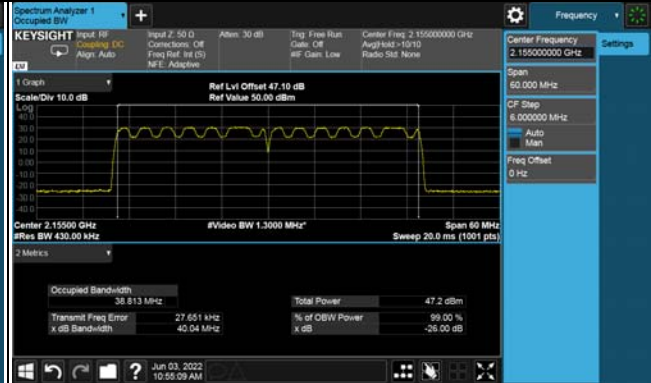 Spectrum Analyzer 1
Occupied BW
Frequency
KEYSIGHT
Input: RF
Coupling: DC
Align: Auto
Input Z: 50 Ω
Corrections: Off
Freq Ref: Int (S)
NFE: Adaptive
Atten: 30 dB
Trig: Free Run
Gate: Off
#IF Gain: Low
Center Freq: 2.155000000 GHz
Avg|Hold:>10/10
Radio Std: None
LXI
Center Frequency
2.155000000 GHz
Settings
Span
60.000 MHz
CF Step
6.000000 MHz
Auto
Man
Freq Offset
0 Hz
1 Graph
Scale/Div 10.0 dB
Ref Lvl Offset 47.10 dB
Ref Value 50.00 dBm
Log
40.0
30.0
20.0
10.0
0.00
-10.0
-20.0
-30.0
-40.0
Center 2.15500 GHz
#Video BW 1.3000 MHz*
Span 60 MHz
#Res BW 430.00 kHz
Sweep 20.0 ms (1001 pts)
2 Metrics
Occupied Bandwidth
38.813 MHz
Total Power
47.2 dBm
Transmit Freq Error
27.651 kHz
% of OBW Power
99.00 %
x dB Bandwidth
40.04 MHz
x dB
-26.00 dB
Jun 03, 2022
10:55:09 AM